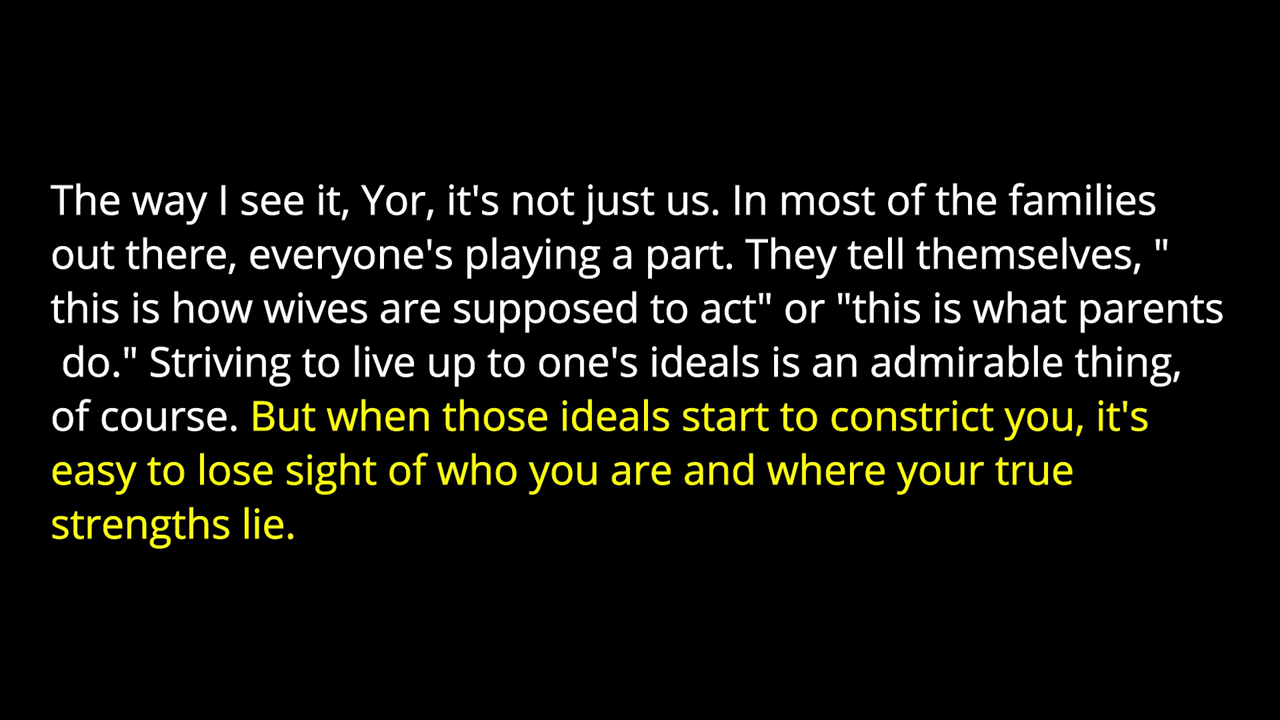 The way I see it, Yor, it's not just us. In most of the families
out there, everyone's playing a part. They tell themselves, "
this is how wives are supposed to act" or "this is what parents
do." Striving to live up to one's ideals is an admirable thing,
of course. But when those ideals start to constrict you, it's
easy to lose sight of who you are and where your true
strengths lie.